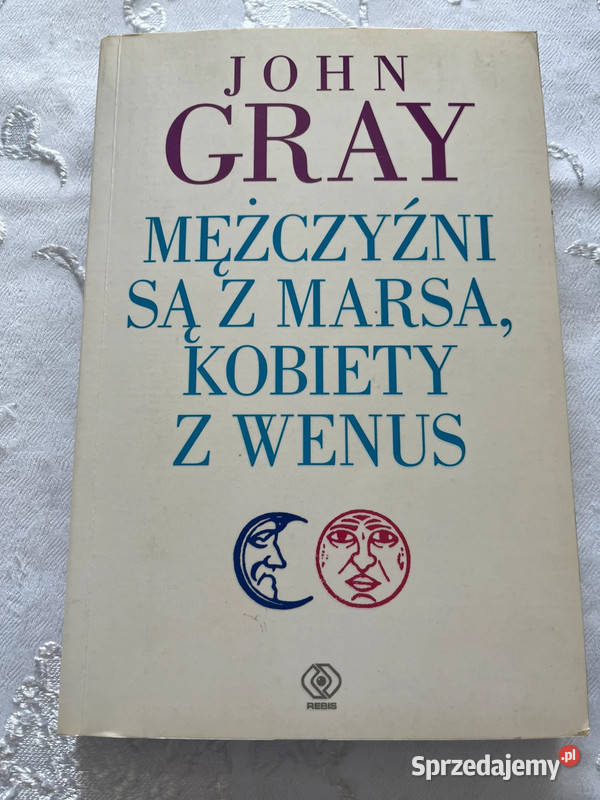 JOHN
GRAY
MĘŻCZYŹNI
SĄ Z MARSA,
KOBIETY
Z WENUS
REBIS
Sprzedajemy.pl